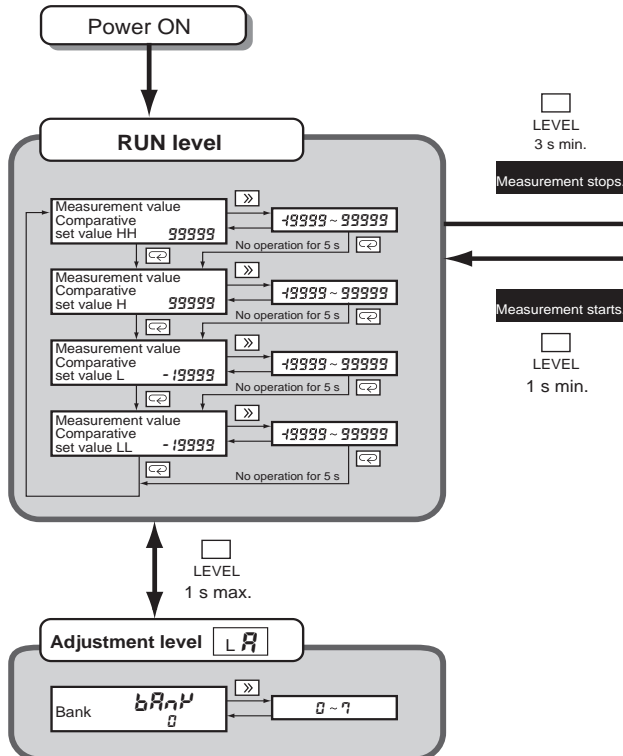 Power ON
RUN level
LEVEL
3 s min.
Measurement stops.
Measurement value
Comparative
set value HH 99999
-19999 ~ 99999
No operation for 5 s
Measurement value
Comparative
set value H 99999
-19999 ~ 99999
No operation for 5 s
Measurement value
Comparative
set value L -19999
-19999 ~ 99999
No operation for 5 s
Measurement value
Comparative
set value LL -19999
-19999 ~ 99999
No operation for 5 s
Measurement starts.
LEVEL
1 s min.
LEVEL
1 s max.
Adjustment level L A
Bank bAnK
0
0 ~ 7